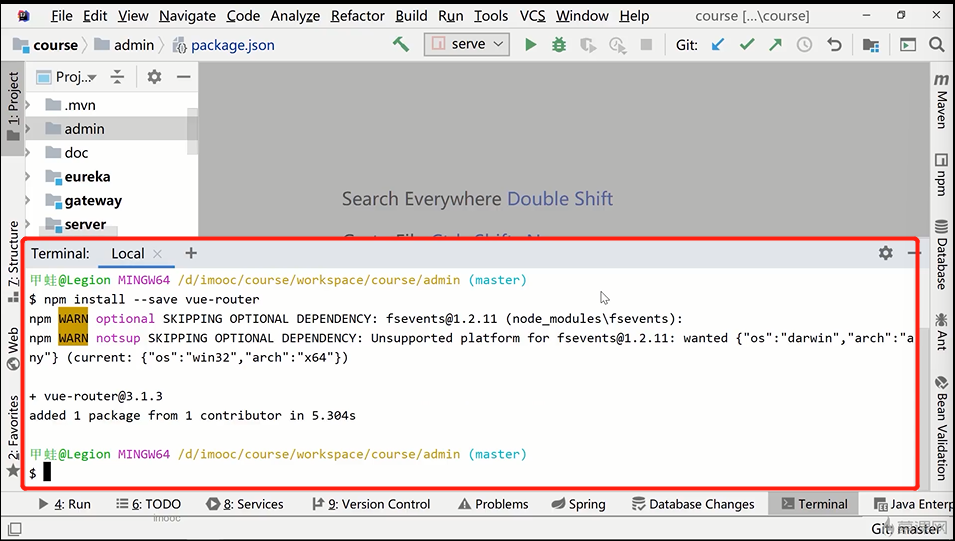 File Edit View Navigate Code Analyze Refactor Build Run Tools VCS Window Help course [...\course]
course admin package.json serve Git:
Proj...
.mvn
admin
doc
eureka
gateway
server
1: Project
Z: Structure
Web
2: Favorites
Search Everywhere Double Shift
Maven
npm
Database
Ant
Bean Validation
Terminal: Local × +
甲蛙@Legion MINGW64 /d/imooc/course/workspace/course/admin (master)
$ npm install --save vue-router
npm WARN optional SKIPPING OPTIONAL DEPENDENCY: fsevents@1.2.11 (node_modules\fsevents):
npm WARN notsup SKIPPING OPTIONAL DEPENDENCY: Unsupported platform for fsevents@1.2.11: wanted {"os":"darwin","arch":"a
ny"} (current: {"os":"win32","arch":"x64"})
+ vue-router@3.1.3
added 1 package from 1 contributor in 5.304s
甲蛙@Legion MINGW64 /d/imooc/course/workspace/course/admin (master)
$
4: Run 6: TODO 8: Services 9: Version Control Problems Spring Database Changes Terminal Java Enterp
imooc
Git: master